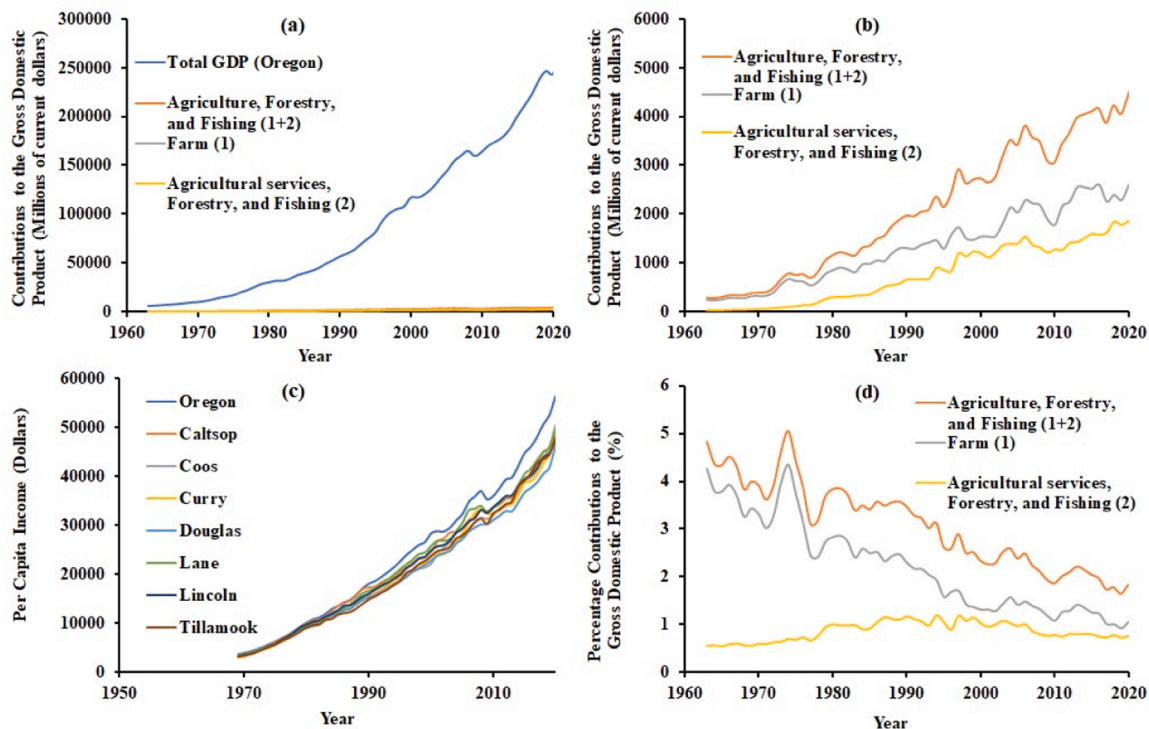 (a)
Contributions to the Gross Domestic
Product (Millions of current dollars)
300000
250000
200000
150000
100000
50000
0
Total GDP (Oregon)
Agriculture, Forestry,
and Fishing (1+2)
Farm (1)
Agricultural services,
Forestry, and Fishing (2)
1960 1970 1980 1990 2000 2010 2020
Year
(b)
Contributions to the Gross Domestic
Product (Millions of current dollars)
6000
5000
4000
3000
2000
1000
0
Agriculture, Forestry,
and Fishing (1+2)
Farm (1)
Agricultural services,
Forestry, and Fishing (2)
1960 1970 1980 1990 2000 2010 2020
Year
(c)
Per Capita Income (Dollars)
60000
50000
40000
30000
20000
10000
0
Oregon
Caltsop
Coos
Curry
Douglas
Lane
Lincoln
Tillamook
1950 1970 1990 2010
Year
(d)
Percentage Contributions to the
Gross Domestic Product (%)
6
5
4
3
2
1
0
Agriculture, Forestry,
and Fishing (1+2)
Farm (1)
Agricultural services,
Forestry, and Fishing (2)
1960 1970 1980 1990 2000 2010 2020
Year